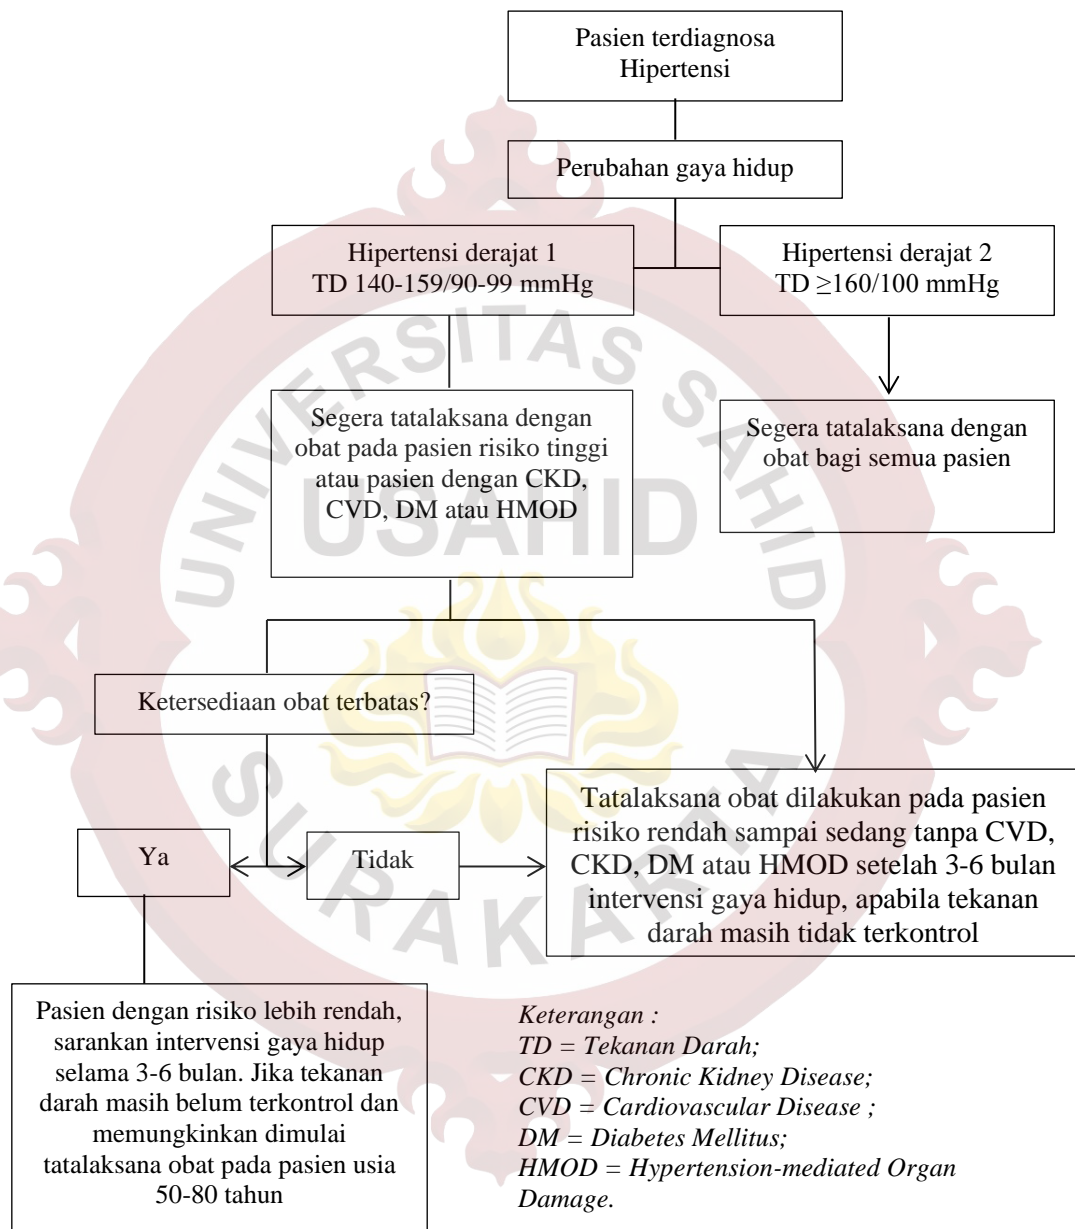 Pasien terdiagnosa
Hipertensi
Perubahan gaya hidup
Hipertensi derajat 1
TD 140-159/90-99 mmHg
Hipertensi derajat 2
TD ≥160/100 mmHg
Segera tatalaksana dengan
obat pada pasien risiko tinggi
atau pasien dengan CKD,
CVD, DM atau HMOD
Segera tatalaksana dengan
obat bagi semua pasien
Ketersediaan obat terbatas?
Ya
Tidak
Tatalaksana obat dilakukan pada pasien
risiko rendah sampai sedang tanpa CVD,
CKD, DM atau HMOD setelah 3-6 bulan
intervensi gaya hidup, apabila tekanan
darah masih tidak terkontrol
Pasien dengan risiko lebih rendah,
sarankan intervensi gaya hidup
selama 3-6 bulan. Jika tekanan
darah masih belum terkontrol dan
memungkinkan dimulai
tatalaksana obat pada pasien usia
50-80 tahun
Keterangan :
TD = Tekanan Darah;
CKD = Chronic Kidney Disease;
CVD = Cardiovascular Disease ;
DM = Diabetes Mellitus;
HMOD = Hypertension-mediated Organ
Damage.
UNIVERSITAS SAHID
USAHID
SURAKARTA